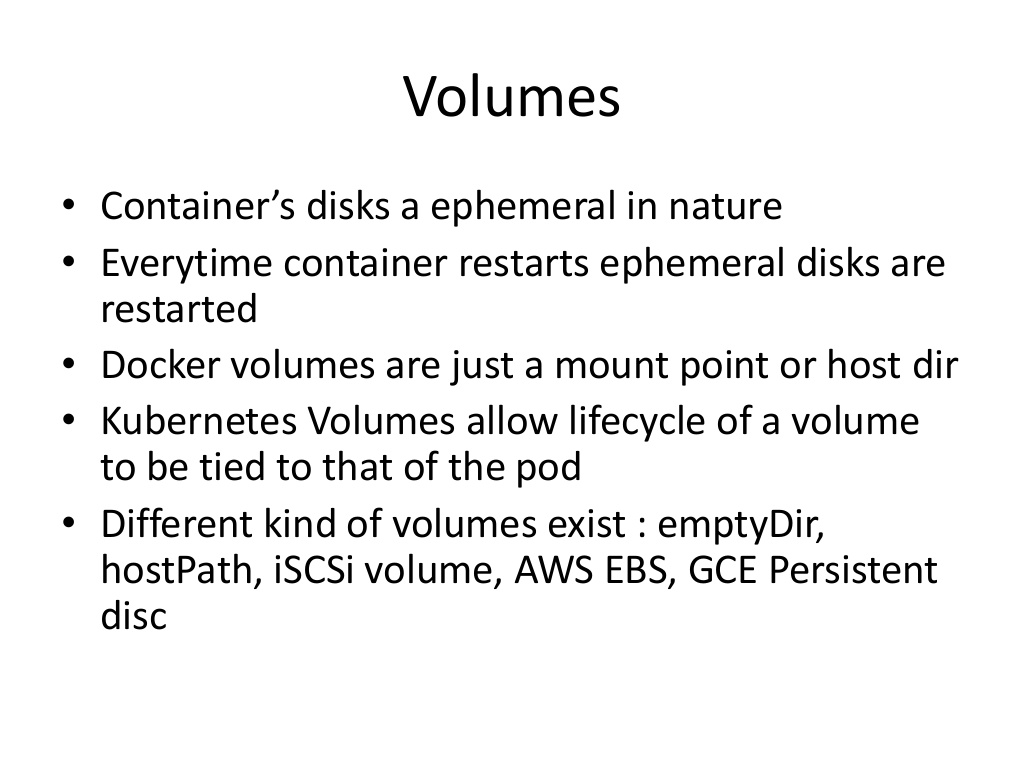 Volumes
• Container’s disks a ephemeral in nature
• Everytime container restarts ephemeral disks are
restarted
• Docker volumes are just a mount point or host dir
• Kubernetes Volumes allow lifecycle of a volume
to be tied to that of the pod
• Different kind of volumes exist : emptyDir,
hostPath, iSCSi volume, AWS EBS, GCE Persistent
disc